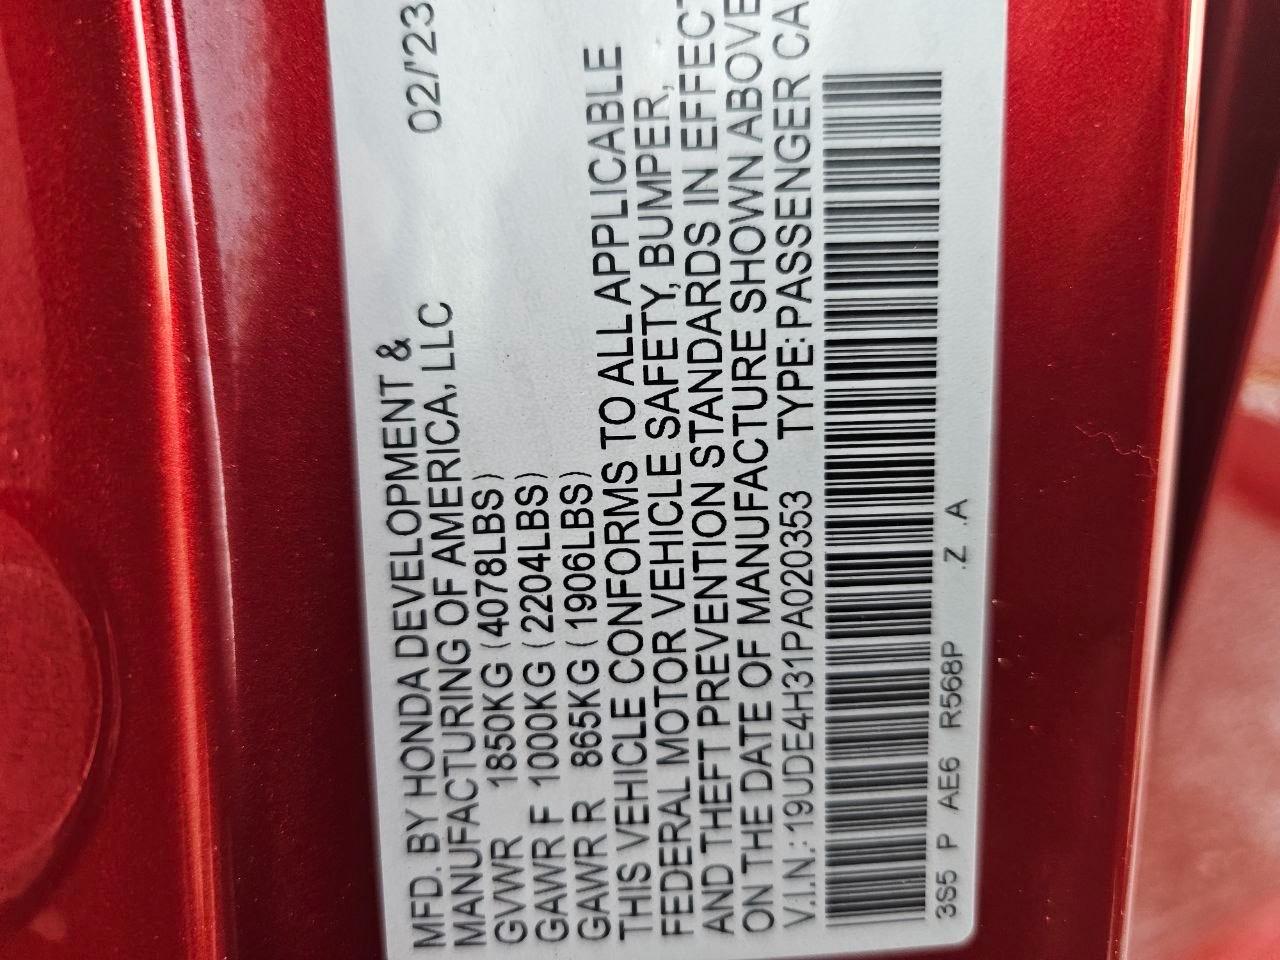 MFD. BY HONDA DEVELOPMENT &
MANUFACTURING OF AMERICA, LLC 02/'23
GVWR 1850KG (4078LBS)
GAWR F 1000KG (2204LBS)
GAWR R 865KG (1906LBS)
THIS VEHICLE CONFORMS TO ALL APPLICABLE
FEDERAL MOTOR VEHICLE SAFETY, BUMPER,
AND THEFT PREVENTION STANDARDS IN EFFECT
ON THE DATE OF MANUFACTURE SHOWN ABOVE
V.I.N.: 19UDE4H31PA020353 TYPE: PASSENGER CA
3S5 P AE6 R568P .Z .A